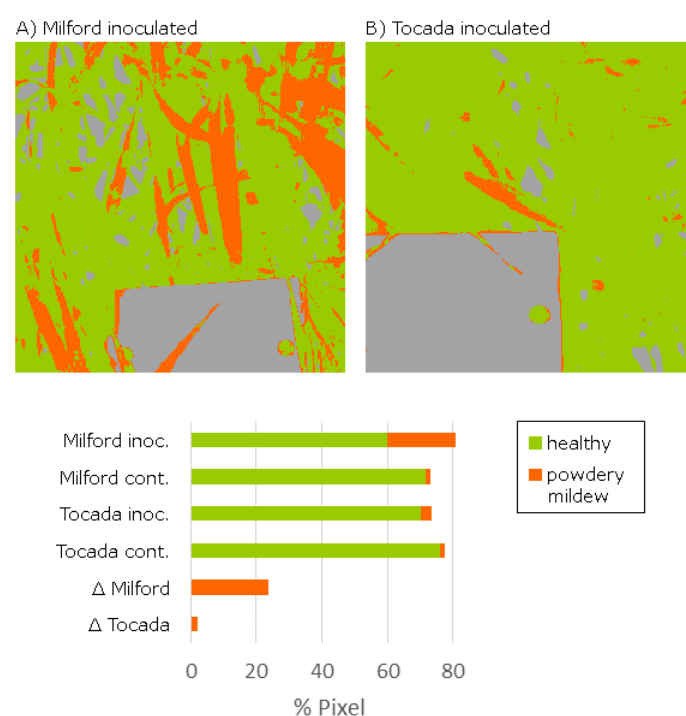 A) Milford inoculated
B) Tocada inoculated
Milford inoc.
Milford cont.
Tocada inoc.
Tocada cont.
Δ Milford
Δ Tocada
0 20 40 60 80
% Pixel
healthy
powdery
mildew